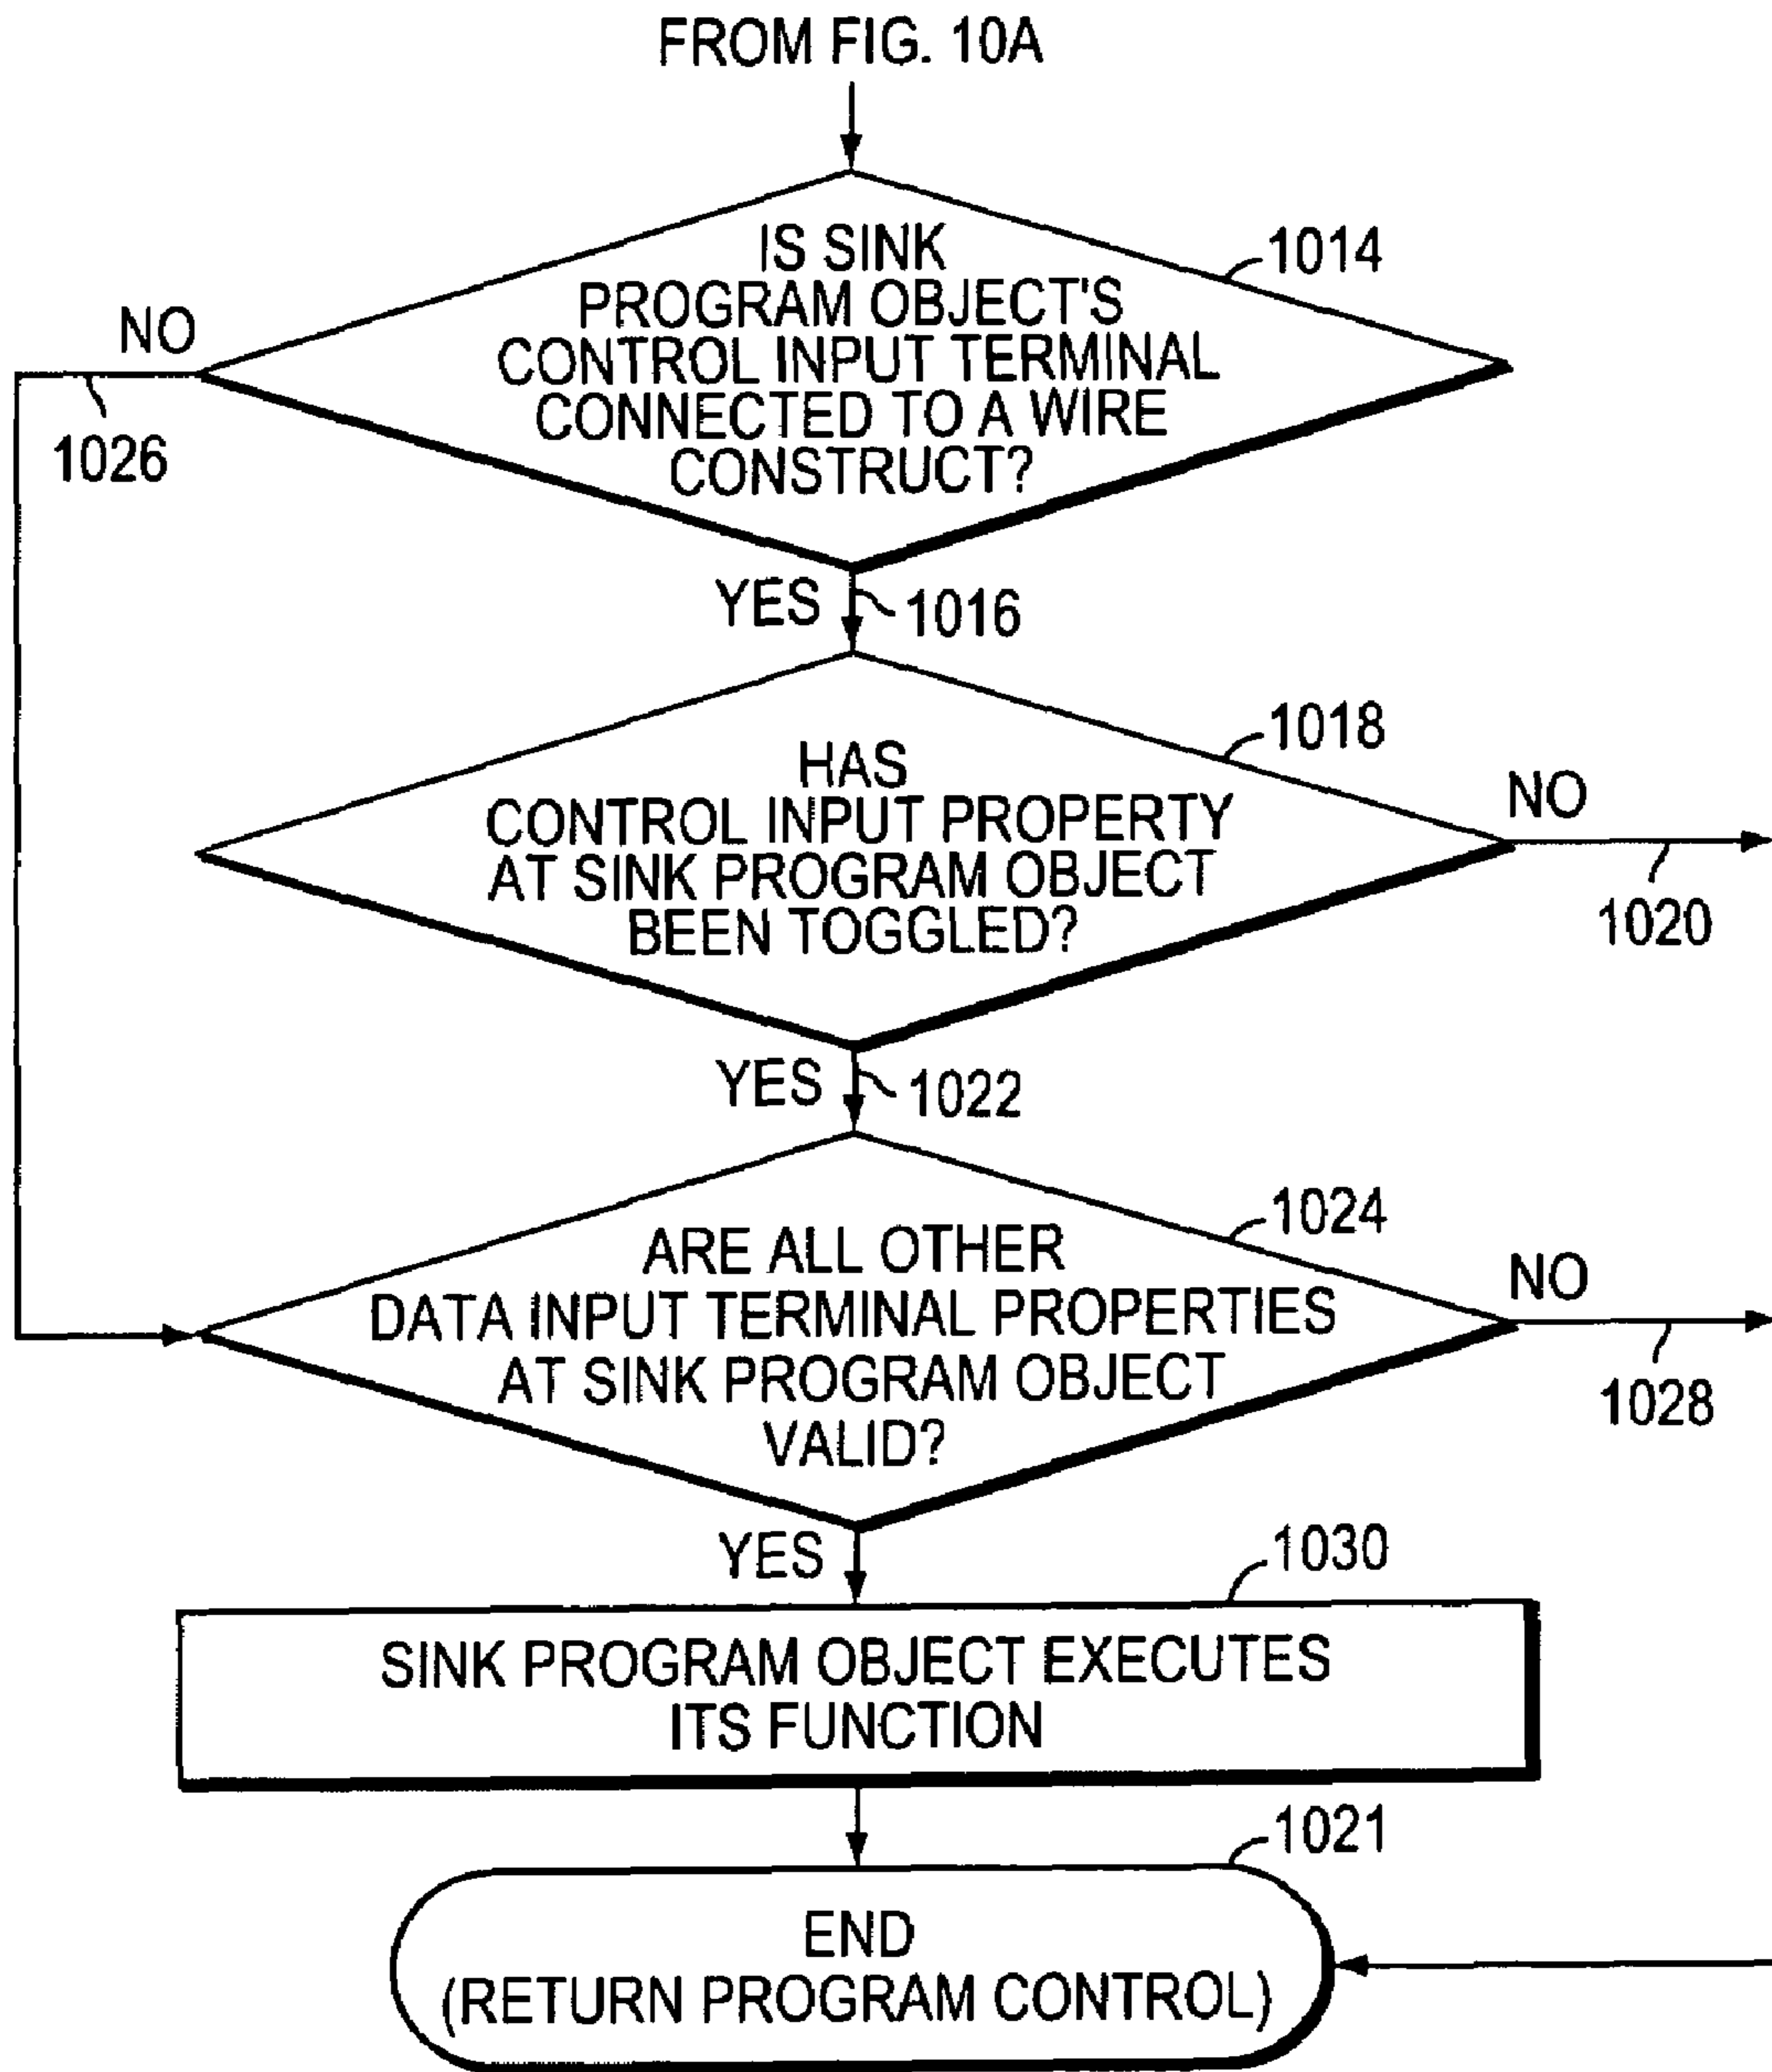 FROM FIG. 10A
IS SINK
PROGRAM OBJECT'S
CONTROL INPUT TERMINAL
CONNECTED TO A WIRE
CONSTRUCT?
1014
NO
1026
YES
1016
HAS
CONTROL INPUT PROPERTY
AT SINK PROGRAM OBJECT
BEEN TOGGLED?
1018
NO
1020
YES
1022
ARE ALL OTHER
DATA INPUT TERMINAL PROPERTIES
AT SINK PROGRAM OBJECT
VALID?
1024
NO
1028
YES
1030
SINK PROGRAM OBJECT EXECUTES
ITS FUNCTION
1021
END
(RETURN PROGRAM CONTROL)